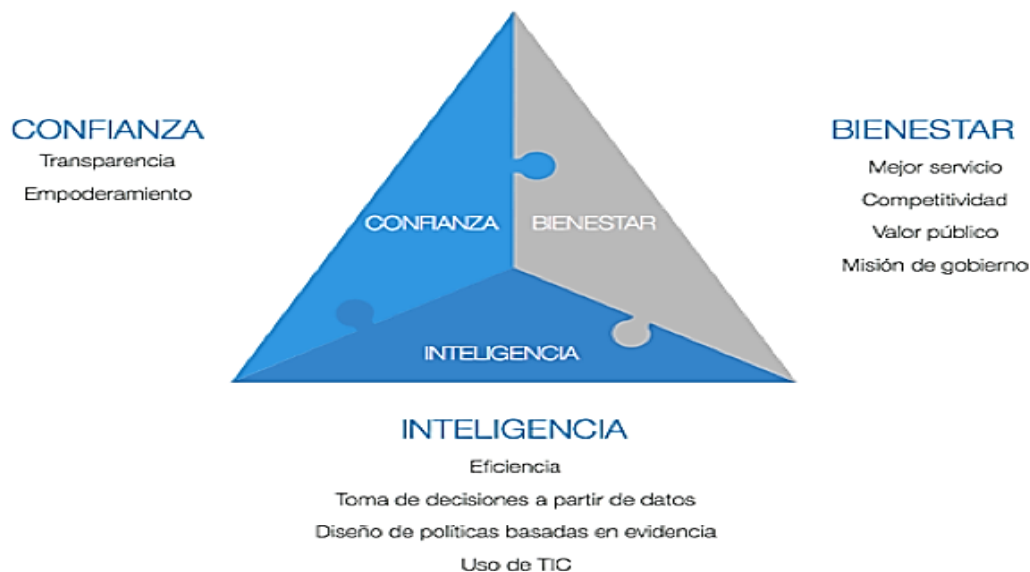 CONFIANZA
Transparencia
Empoderamiento
BIENESTAR
Mejor servicio
Competitividad
Valor público
Misión de gobierno
CONFIANZA
BIENESTAR
INTELIGENCIA
INTELIGENCIA
Eficiencia
Toma de decisiones a partir de datos
Diseño de políticas basadas en evidencia
Uso de TIC